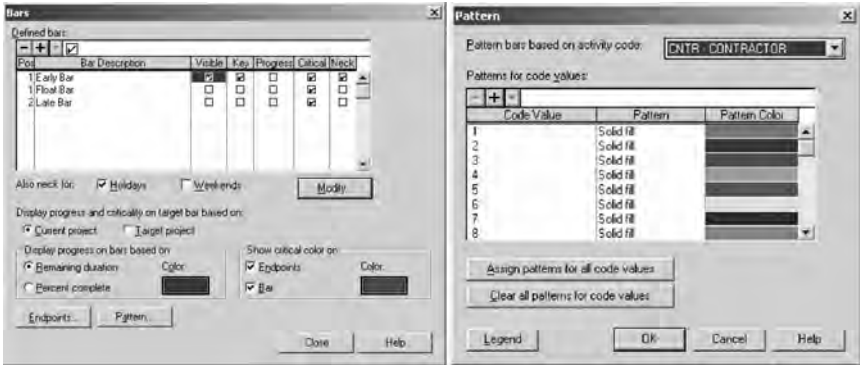 Bars
Defined bars:
Pos Bar Description Visible Key Progress Critical Neck
1 Early Bar
1 Float Bar
2 Late Bar
Also neck for: Holidays Weekends Modify
Display progress and criticality on target bar based on:
Current project Target project
Display progress on bars based on Show critical color on
Remaining duration Color Endpoints Color
Percent complete Bar
Endpoints... Pattern...
Close Help
Pattern
Pattern bars based on activity code: CNTR - CONTRACTOR
Patterns for code values:
Code Value Pattern Pattern Color
1 Solid fill
2 Solid fill
3 Solid fill
4 Solid fill
5 Solid fill
6 Solid fill
7 Solid fill
8 Solid fill
Assign patterns for all code values
Clear all patterns for code values
Legend OK Cancel Help